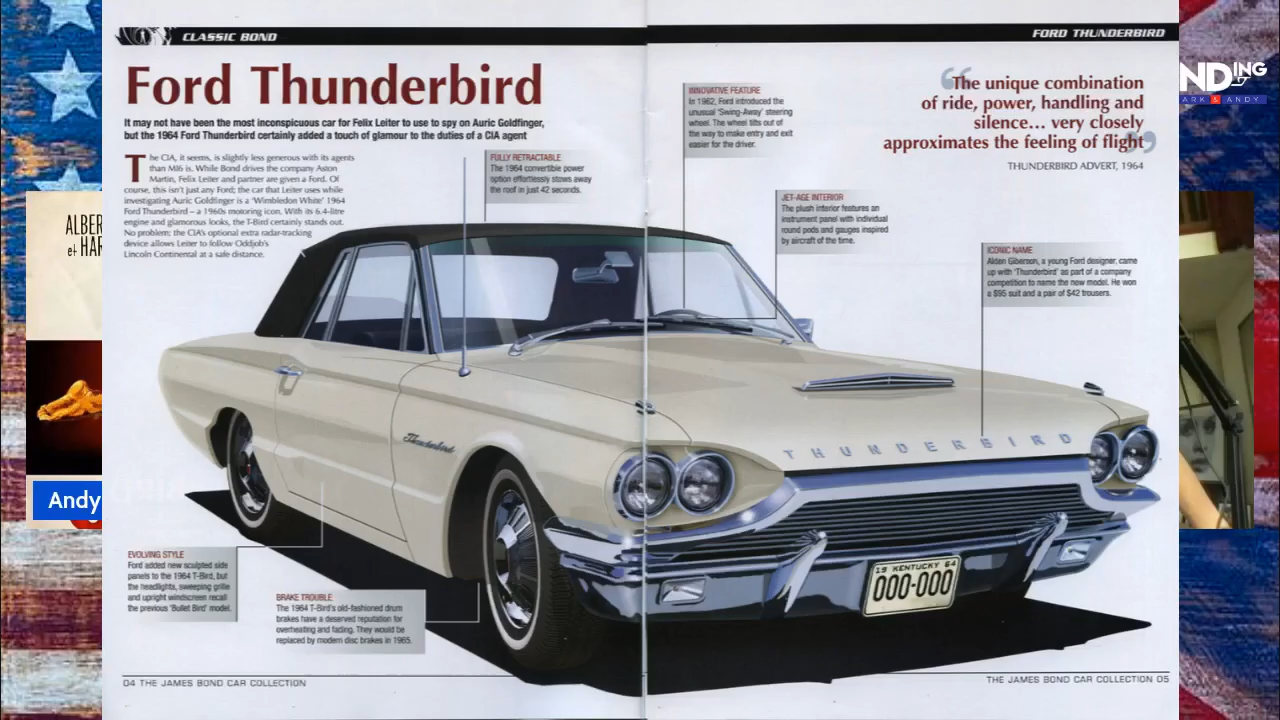 CLASSIC BOND
FORD THUNDERBIRD
Ford Thunderbird
It may not have been the most inconspicuous car for Felix Leiter to use to spy on Auric Goldfinger,
but the 1964 Ford Thunderbird certainly added a touch of glamour to the duties of a CIA agent
The CIA, it seems, is slightly less generous with its agents
than MI6 is. While Bond drives the company Aston
Martin, Felix Leiter and partner are given a Ford. Of
course, this isn't just any Ford; the car that Leiter uses while
investigating Auric Goldfinger is a 'Wimbledon White' 1964
Ford Thunderbird – a 1960s motoring icon. With its 6.4-litre
engine and glamorous looks, the T-Bird certainly stands out.
No problem: the CIA's optional extra radar-tracking
device allows Leiter to follow Oddjob's
Lincoln Continental at a safe distance.
FULLY RETRACTABLE
The 1964 convertible power
option effortlessly stows away
the roof in just 42 seconds.
INNOVATIVE FEATURE
In 1962, Ford introduced the
unusual 'Swing-Away' steering
wheel. The wheel tilts out of
the way to make entry and exit
easier for the driver.
“The unique combination
of ride, power, handling and
silence... very closely
approximates the feeling of flight”
THUNDERBIRD ADVERT, 1964
JET-AGE INTERIOR
The plush interior features an
instrument panel with individual
round pods and gauges inspired
by aircraft of the time.
ICONIC NAME
Alden Giberson, a young Ford designer, came
up with 'Thunderbird' as part of a company
competition to name the new model. He won
a $95 suit and a pair of $42 trousers.
Thunderbird
THUNDERBIRD
19 KENTUCKY 64
000-000
EVOLVING STYLE
Ford added new sculpted side
panels to the 1964 T-Bird, but
the headlights, sweeping grille
and upright windscreen recall
the previous 'Bullet Bird' model.
BRAKE TROUBLE
The 1964 T-Bird's old-fashioned drum
brakes have a deserved reputation for
overheating and fading. They would be
replaced by modern disc brakes in 1965.
04 THE JAMES BOND CAR COLLECTION
THE JAMES BOND CAR COLLECTION 05
ALBER
et HAR
Andy
NDING
ARK & ANDY